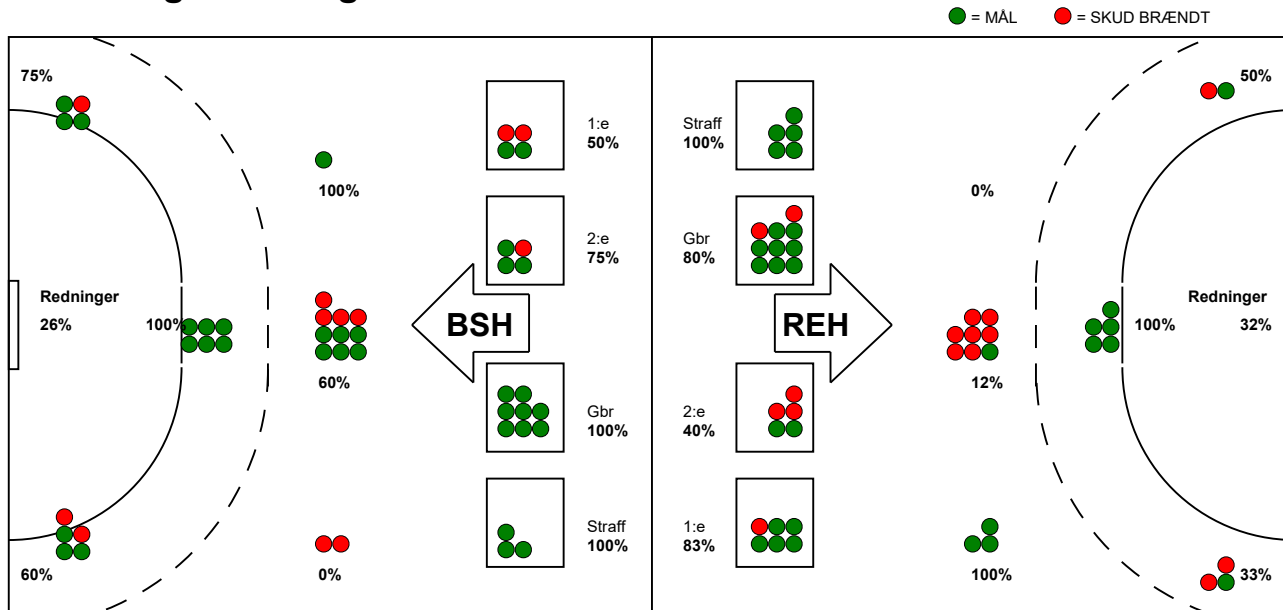 = MÅL
= SKUD BRÆNDT
75%
100%
1:e
50%
2:e
75%
Redninger
26%
100%
60%
BSH
Gbr
100%
Straff
100%
60%
0%
Straff
100%
Gbr
80%
REH
2:e
40%
1:e
83%
50%
0%
Redninger
100%
32%
12%
100%
33%